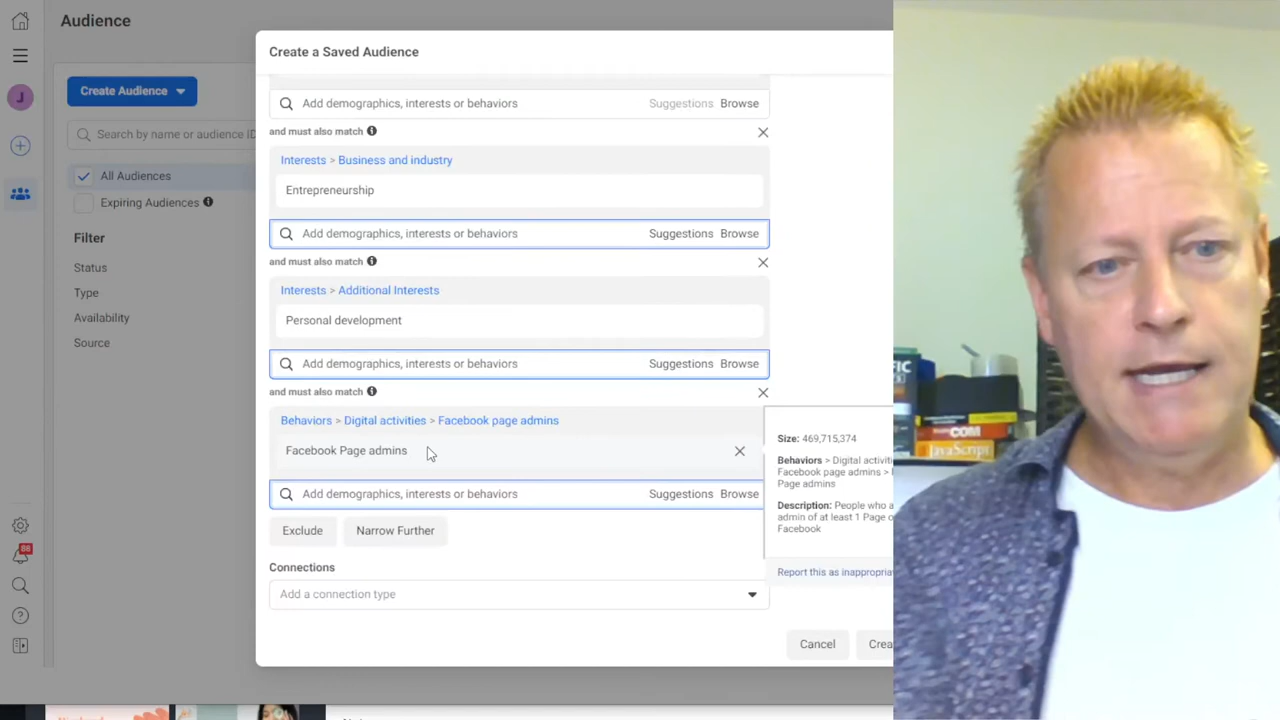 Audience
Create Audience
Search by name or audience ID
All Audiences
Expiring Audiences
Filter
Status
Type
Availability
Source
J
88
Create a Saved Audience
Add demographics, interests or behaviors
Suggestions Browse
and must also match
Interests > Business and industry
Entrepreneurship
Add demographics, interests or behaviors
Suggestions Browse
and must also match
Interests > Additional Interests
Personal development
Add demographics, interests or behaviors
Suggestions Browse
and must also match
Behaviors > Digital activities > Facebook page admins
Facebook Page admins
Add demographics, interests or behaviors
Suggestions Browse
Exclude Narrow Further
Connections
Add a connection type
Size: 469,715,374
Behaviors > Digital activiti
Facebook page admins >
Page admins
Description: People who a
admin of at least 1 Page o
Facebook
Report this as inappropria
Cancel Crea
COM
JavaScript